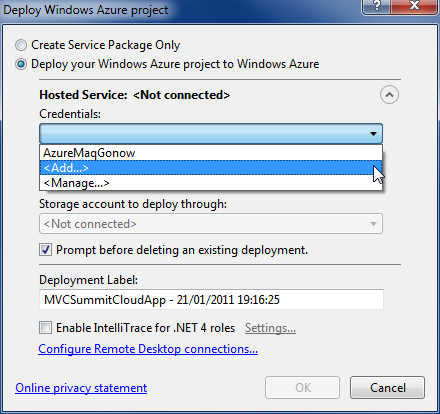 Deploy Windows Azure project
Create Service Package Only
Deploy your Windows Azure project to Windows Azure
Hosted Service: <Not connected>
Credentials:
AzureMaqGonow
<Add...>
<Manage...>
Storage account to deploy through:
<Not connected>
Prompt before deleting an existing deployment.
Deployment Label:
MVCSummitCloudApp - 21/01/2011 19:16:25
Enable IntelliTrace for .NET 4 roles Settings...
Configure Remote Desktop connections...
Online privacy statement OK Cancel